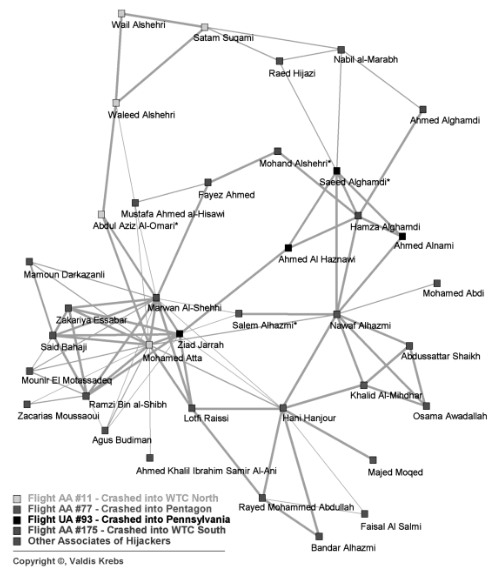 Wail Alshehri
Satam Suqami
Nabil al-Marabh
Raed Hijazi
Waleed Alshehri
Ahmed Alghamdi
Mohand Alshehri*
Saeed Alghamdi*
Fayez Ahmed
Mustafa Ahmed al-Hisawi
Abdul Aziz Al-Omari*
Hamza Alghamdi
Ahmed Alnami
Ahmed Al Haznawi
Mamoun Darkazanli
Mohamed Abdi
Marwan Al-Shehhi
Zakariya Essabar
Salem Alhazmi*
Nawaf Alhazmi
Said Bahaji
Ziad Jarrah
Mohamed Atta
Abdussattar Shaikh
Mounir El Motassadeq
Khalid Al-Mihdhar
Zacarias Moussaoui
Ramzi Bin al-Shibh
Osama Awadallah
Lotfi Raissi
Hani Hanjour
Agus Budiman
Ahmed Khalil Ibrahim Samir Al-Ani
Majed Moqed
Rayed Mohammed Abdullah
Faisal Al Salmi
Bandar Alhazmi
Flight AA #11 - Crashed into WTC North
Flight AA #77 - Crashed into Pentagon
Flight UA #93 - Crashed into Pennsylvania
Flight AA #175 - Crashed into WTC South
Other Associates of Hijackers
Copyright ©, Valdis Krebs